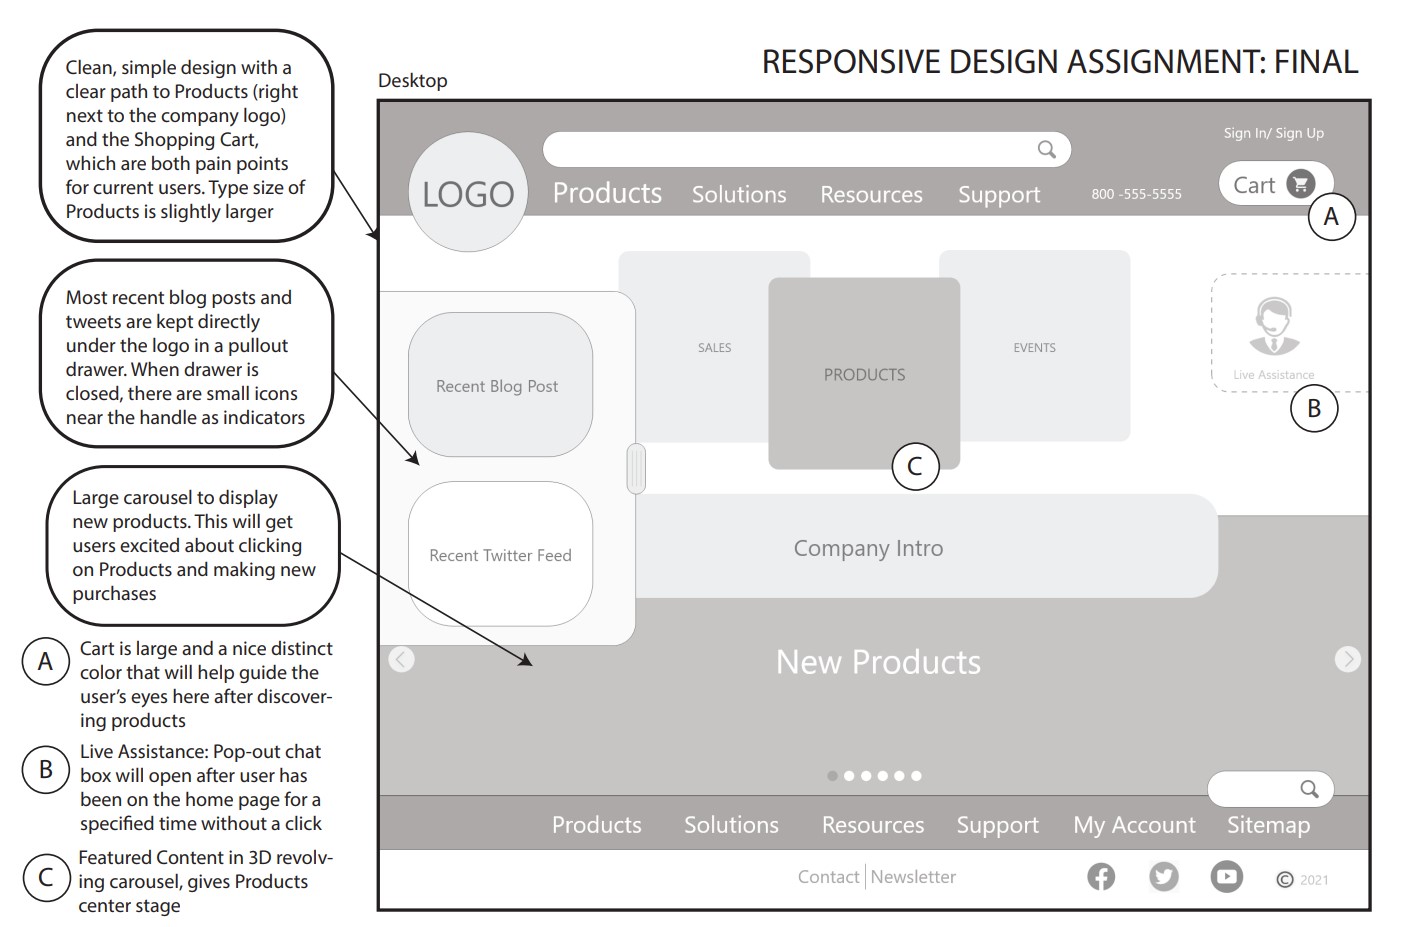 RESPONSIVE DESIGN ASSIGNMENT: FINAL
Clean, simple design with a
clear path to Products (right
next to the company logo)
and the Shopping Cart,
which are both pain points
for current users. Type size of
Products is slightly larger
Most recent blog posts and
tweets are kept directly
under the logo in a pullout
drawer. When drawer is
closed, there are small icons
near the handle as indicators
Large carousel to display
new products. This will get
users excited about clicking
on Products and making new
purchases
A
Cart is large and a nice distinct
color that will help guide the
user's eyes here after discover-
ing products
B
Live Assistance: Pop-out chat
box will open after user has
been on the home page for a
specified time without a click
C
Featured Content in 3D revolv-
ing carousel, gives Products
center stage
Desktop
Sign In/ Sign Up
LOGO
Products Solutions Resources Support 800 -555-5555
Cart
A
SALES
PRODUCTS
EVENTS
C
Live Assistance
B
Recent Blog Post
Recent Twitter Feed
Company Intro
New Products
Products Solutions Resources Support My Account Sitemap
Contact Newsletter
© 2021